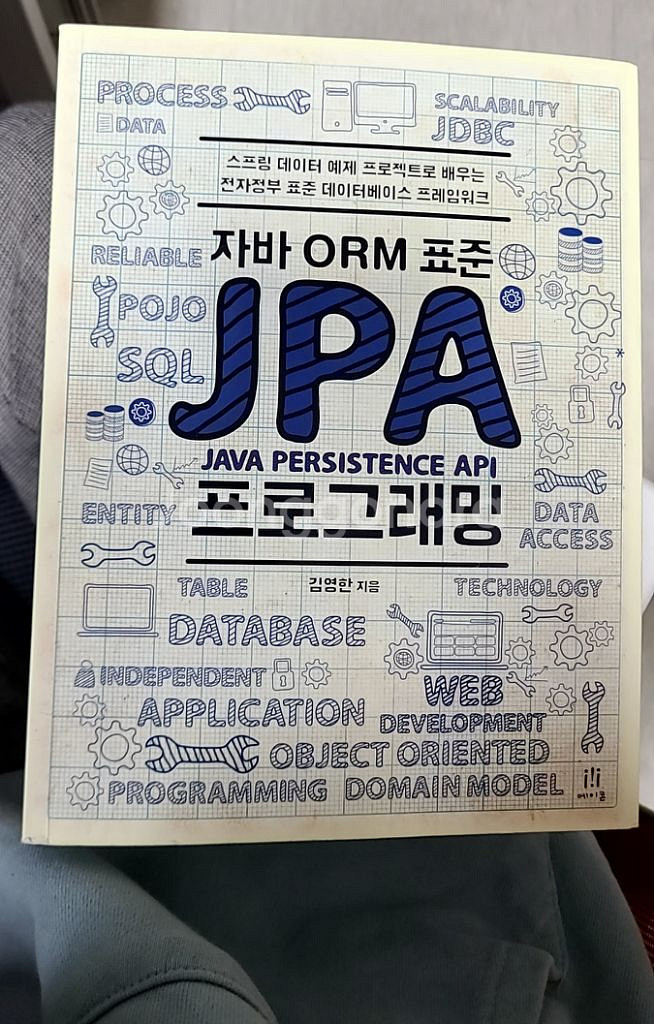 PROCESS
SCALABILITY
DATA
JDBC
스프링 데이터 예제 프로젝트로 배우는
전자정부 표준 데이터베이스 프레임워크
RELIABLE
자바 ORM 표준
POJO
JPA
SQL
JAVA PERSISTENCE API
프로그래밍
ENTITY
DATA
ACCESS
TABLE
김영한 지음
TECHNOLOGY
DATABASE
INDEPENDENT
WEB
APPLICATION
DEVELOPMENT
OBJECT ORIENTED
PROGRAMMING
DOMAIN MODEL
에이콘